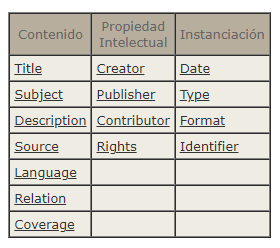 Contenido Propiedad Intelectual Instanciación
Title Creator Date
Subject Publisher Type
Description Contributor Format
Source Rights Identifier
Language
Relation
Coverage